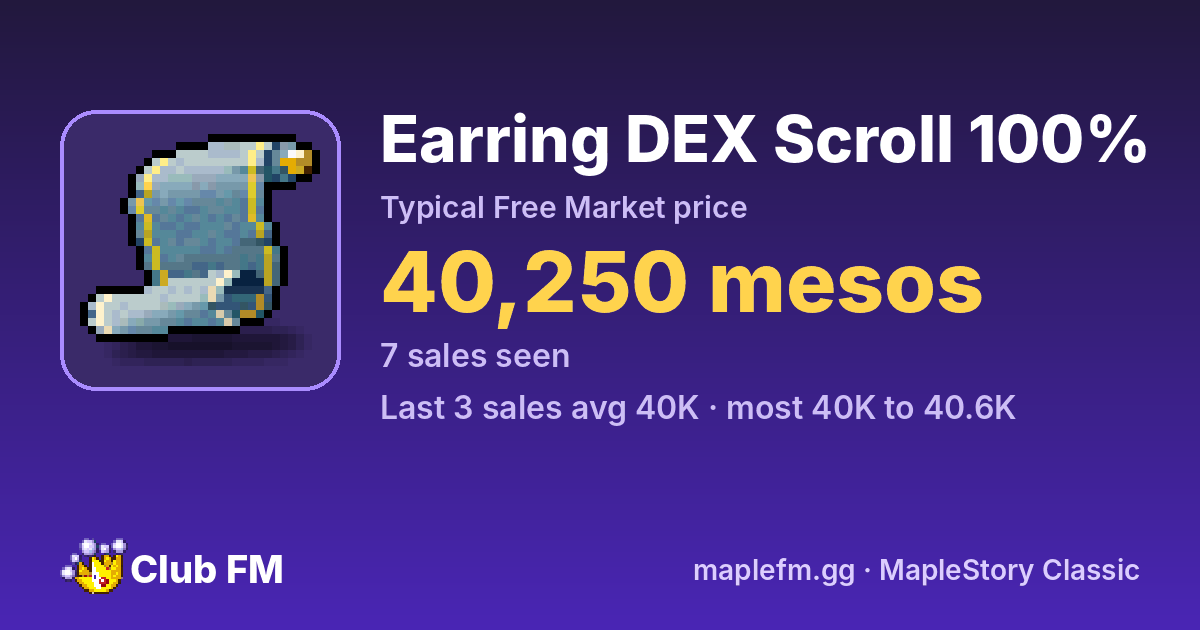 Earring DEX Scroll 100%
Typical Free Market price
40,250 mesos
7 sales seen
Last 3 sales avg 40K · most 40K to 40.6K
Club FM
maplefm.gg · MapleStory Classic